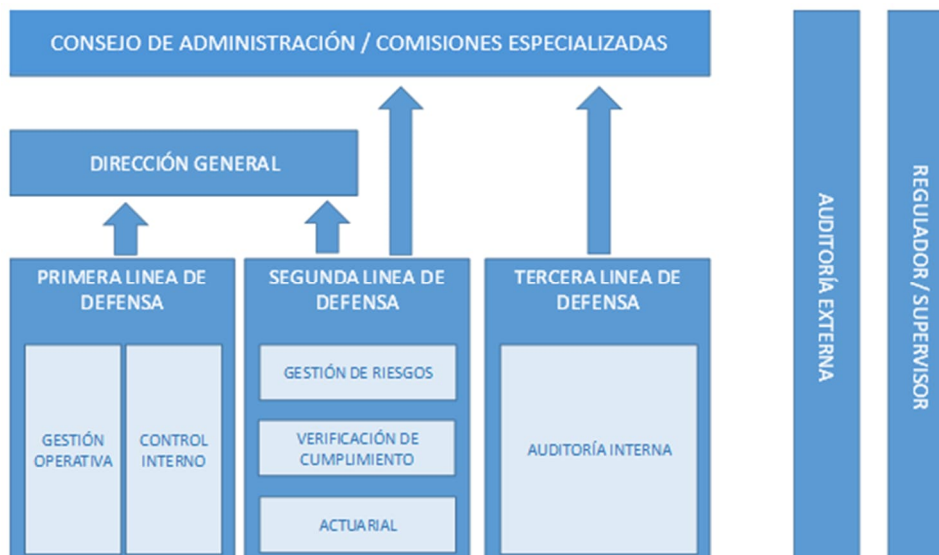 CONSEJO DE ADMINISTRACIÓN / COMISIONES ESPECIALIZADAS
DIRECCIÓN GENERAL
PRIMERA LINEA DE
DEFENSA
GESTIÓN
OPERATIVA
CONTROL
INTERNO
SEGUNDA LINEA DE
DEFENSA
GESTIÓN DE RIESGOS
VERIFICACIÓN DE
CUMPLIMIENTO
ACTUARIAL
TERCERA LINEA DE
DEFENSA
AUDITORÍA INTERNA
AUDITORÍA EXTERNA
REGULADOR / SUPERVISOR